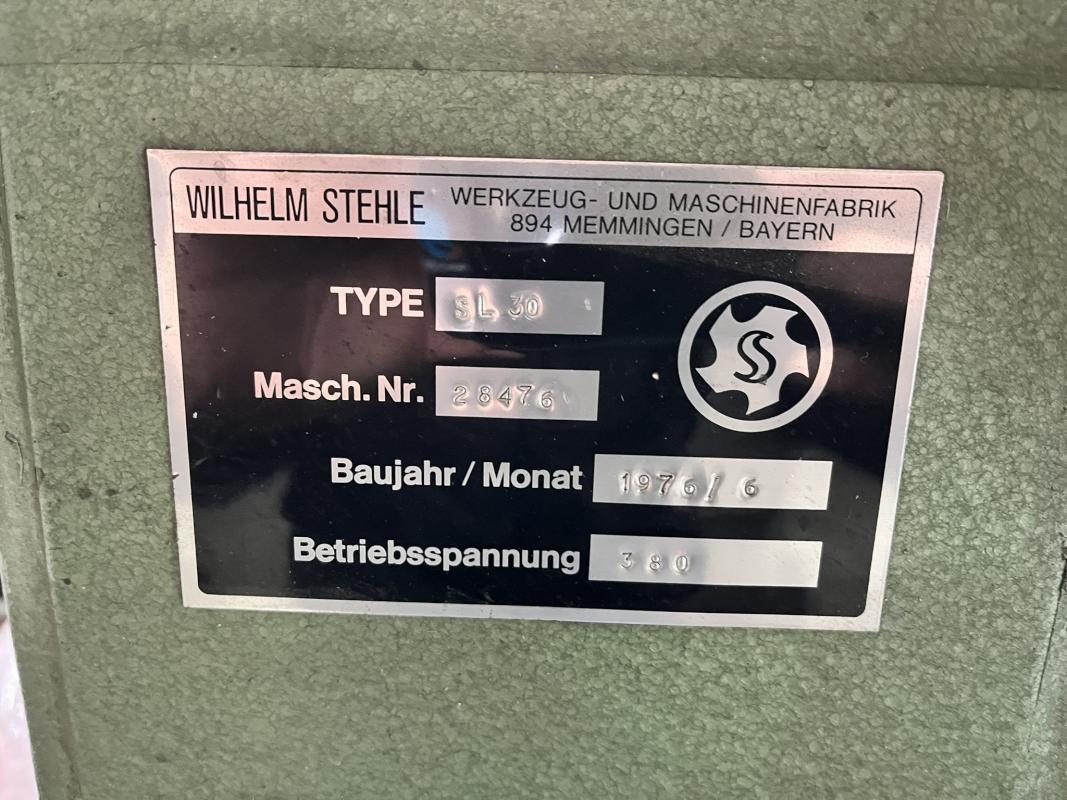 WILHELM STEHLE WERKZEUG- UND MASCHINENFABRIK
894 MEMMINGEN / BAYERN
TYPE SL 30
Masch. Nr. 28476
Baujahr / Monat 1976 / 6
Betriebsspannung 380